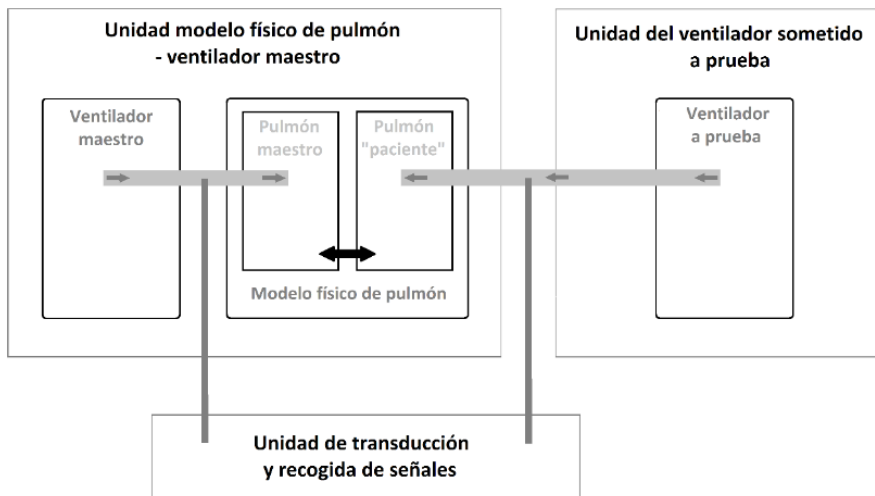 Unidad modelo físico de pulmón
- ventilador maestro
Unidad del ventilador sometido
a prueba
Ventilador
maestro
Pulmón
maestro
Pulmón
"paciente"
Ventilador
a prueba
Modelo físico de pulmón
Unidad de transducción
y recogida de señales